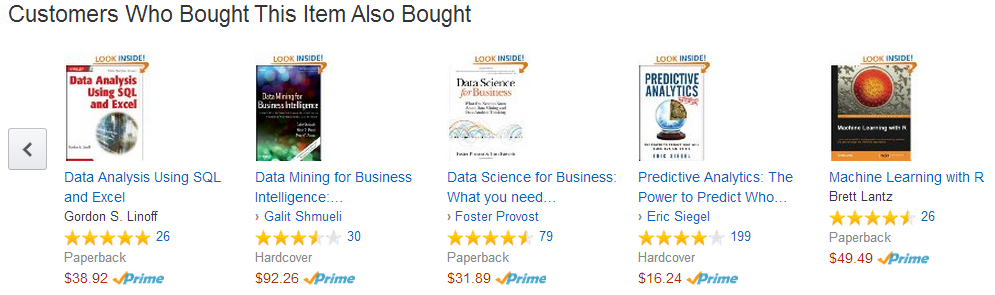 Customers Who Bought This Item Also Bought
LOOK INSIDE!
Data Analysis
Using SQL
and Excel
LOOK INSIDE!
Data Mining for
Business Intelligence
LOOK INSIDE!
Data Science
for Business
LOOK INSIDE!
PREDICTIVE
ANALYTICS
ERIC SIEGEL
LOOK INSIDE!
Machine Learning with R
Data Analysis Using SQL
and Excel
Gordon S. Linoff
26
Paperback
$38.92 Prime
Data Mining for Business
Intelligence:…
› Galit Shmueli
30
Hardcover
$92.26 Prime
Data Science for Business:
What you need…
› Foster Provost
79
Paperback
$31.89 Prime
Predictive Analytics: The
Power to Predict Who…
› Eric Siegel
199
Hardcover
$16.24 Prime
Machine Learning with R
Brett Lantz
26
Paperback
$49.49 Prime